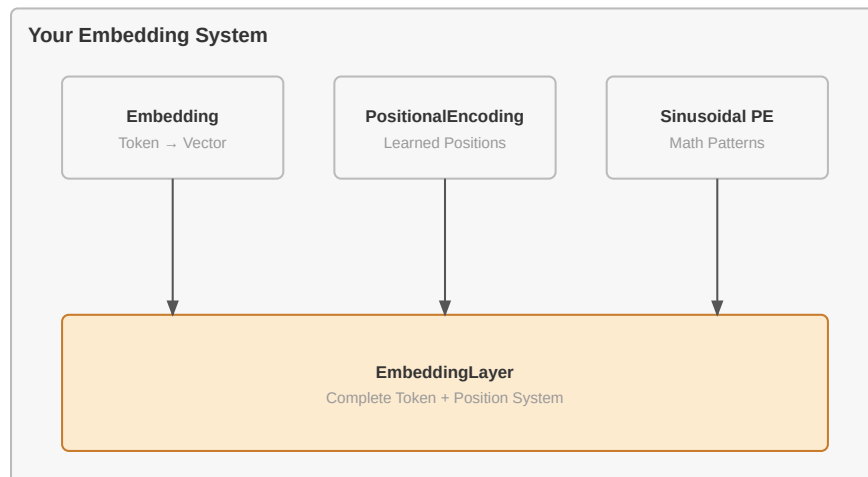 Your Embedding System
Embedding
Token → Vector
PositionalEncoding
Learned Positions
Sinusoidal PE
Math Patterns
EmbeddingLayer
Complete Token + Position System